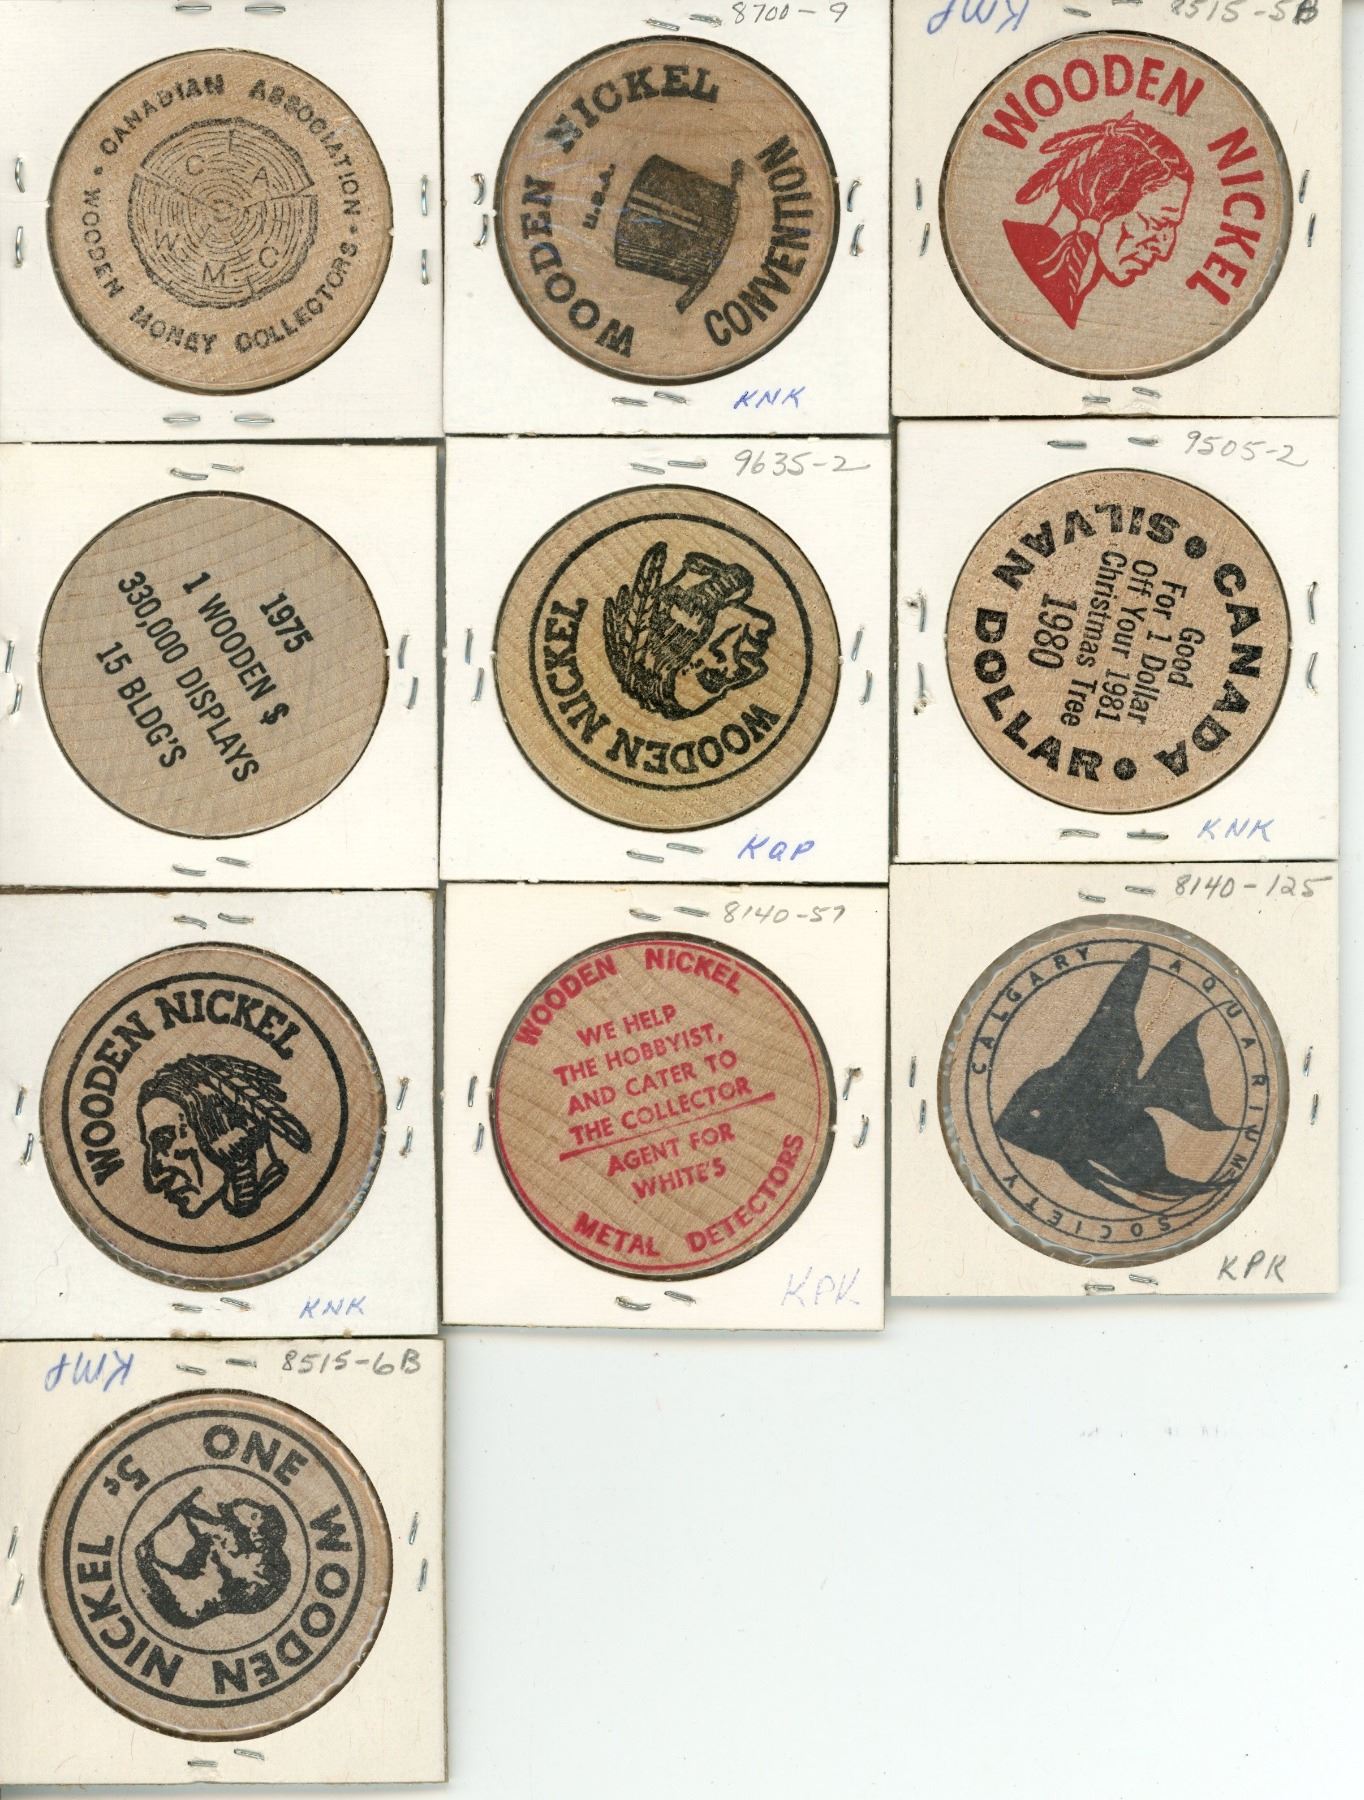 CANADIAN ASSOCIATION • WOODEN MONEY COLLECTORS •
C A
W M C
8700-9
WOODEN NICKEL CONVENTION
U.S.A.
KNK
KMP
8515-5B
WOODEN NICKEL
1975
1 WOODEN $
330,000 DISPLAYS
15 BLDG'S
9635-2
WOODEN NICKEL
KQP
9505-2
CANADA • SILVAN DOLLAR •
Good
For 1 Dollar
Off Your 1981
Christmas Tree
1980
KNK
WOODEN NICKEL
KNK
8140-57
WOODEN NICKEL
WE HELP
THE HOBBYIST,
AND CATER TO
THE COLLECTOR
AGENT FOR
WHITE'S
METAL DETECTORS
KPK
8140-125
CALGARY AQUARIUM SOCIETY
KPK
KMP
8515-6B
ONE WOODEN NICKEL 5¢